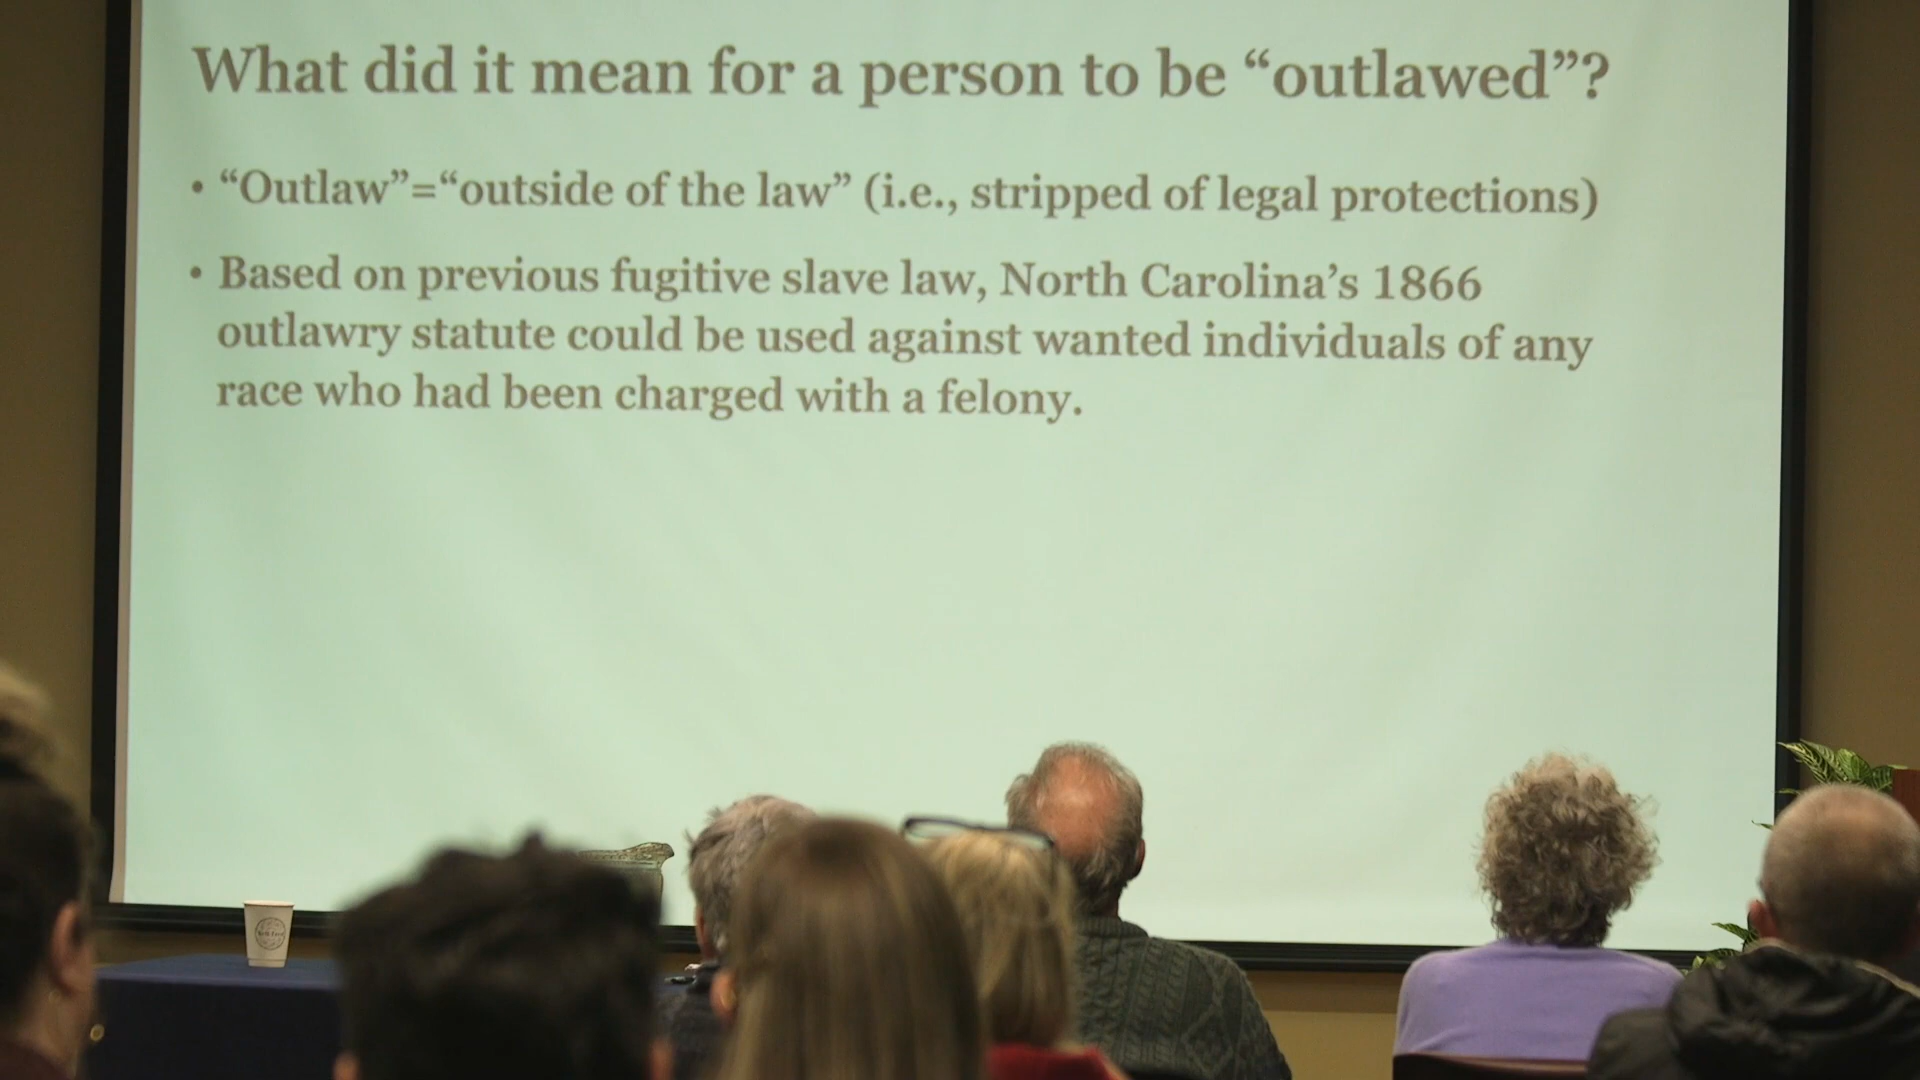 What did it mean for a person to be “outlawed”?
• “Outlaw”=“outside of the law” (i.e., stripped of legal protections)
• Based on previous fugitive slave law, North Carolina’s 1866
outlawry statute could be used against wanted individuals of any
race who had been charged with a felony.